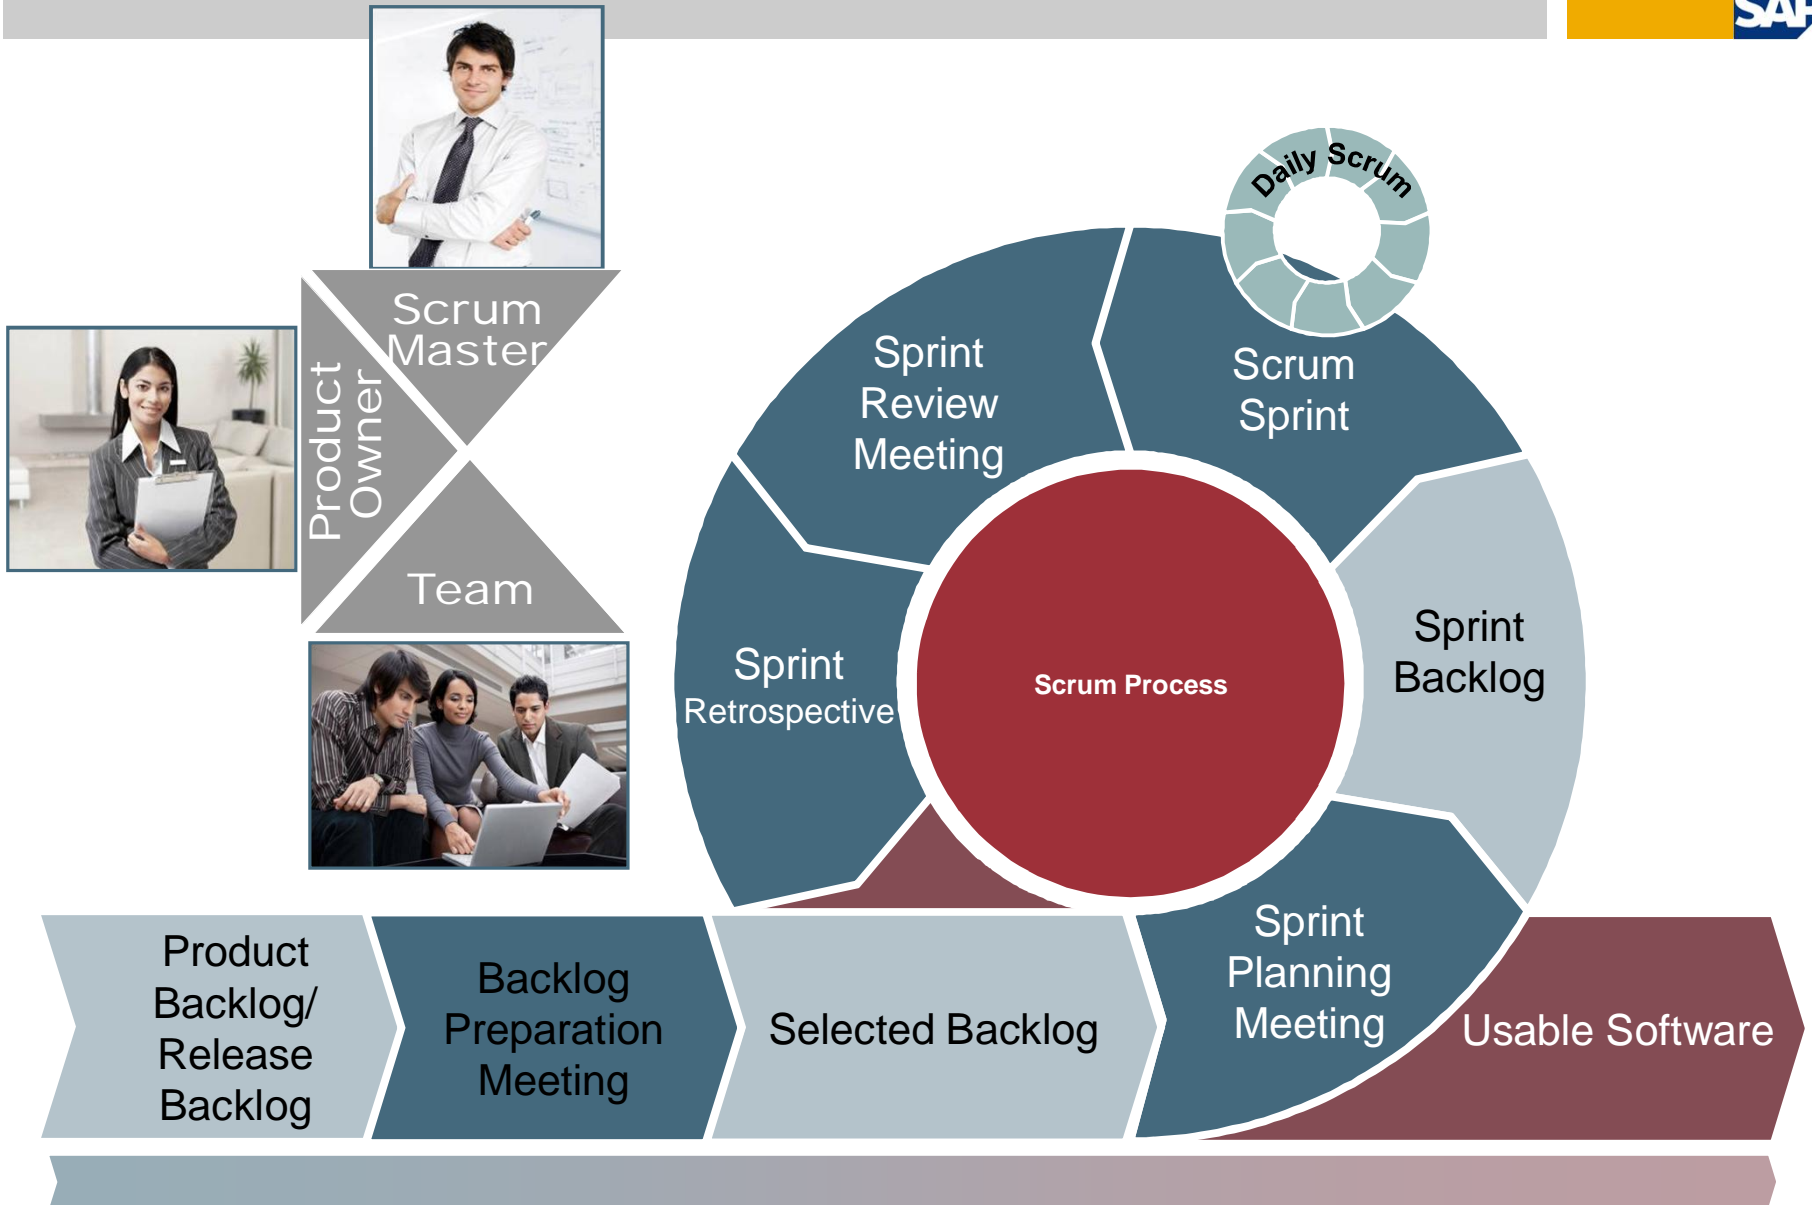 SAP
Scrum
Master
Product
Owner
Team
Daily Scrum
Scrum
Sprint
Sprint
Review
Meeting
Sprint
Retrospective
Scrum Process
Sprint
Backlog
Sprint
Planning
Meeting
Product
Backlog/
Release
Backlog
Backlog
Preparation
Meeting
Selected Backlog
Usable Software